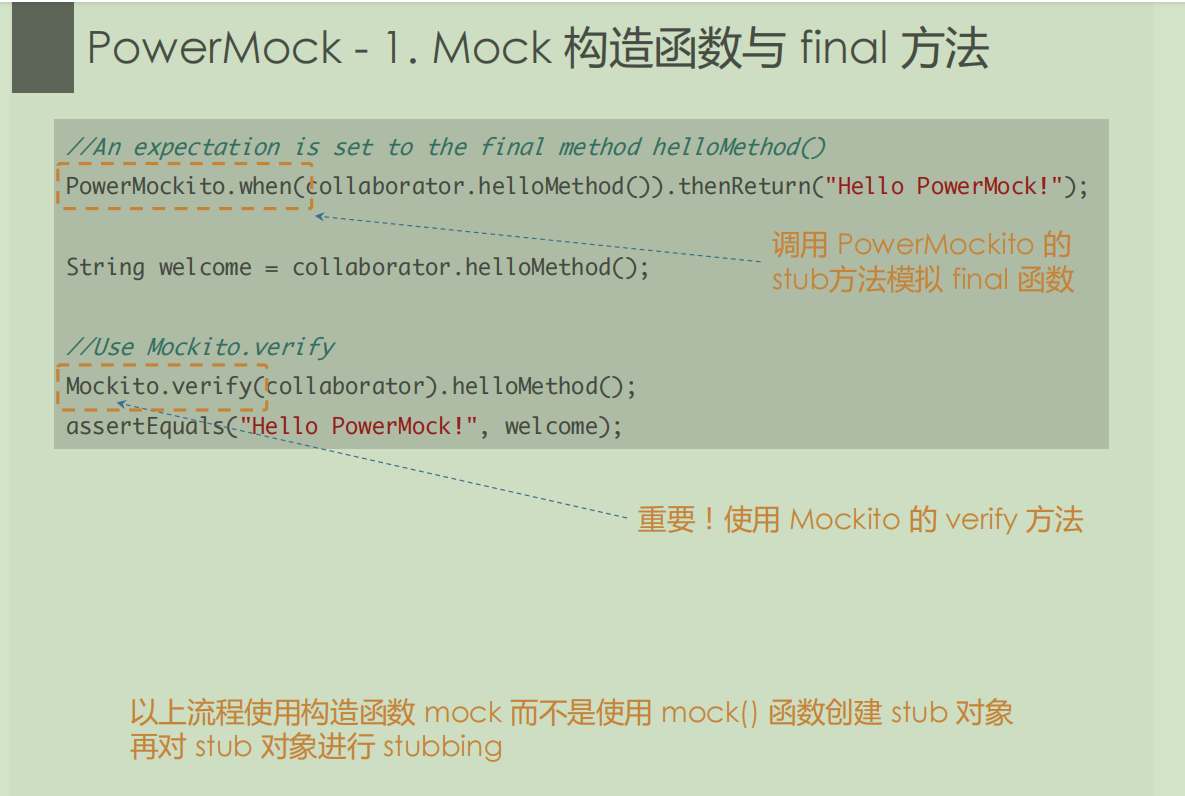 PowerMock - 1. Mock 构造函数与 final 方法
//An expectation is set to the final method helloMethod()
PowerMockito.when(collaborator.helloMethod()).thenReturn("Hello PowerMock!");
调用 PowerMockito 的
stub方法模拟 final 函数
String welcome = collaborator.helloMethod();
//Use Mockito.verify
Mockito.verify(collaborator).helloMethod();
assertEquals("Hello PowerMock!", welcome);
重要！使用 Mockito 的 verify 方法
以上流程使用构造函数 mock 而不是使用 mock() 函数创建 stub 对象
再对 stub 对象进行 stubbing